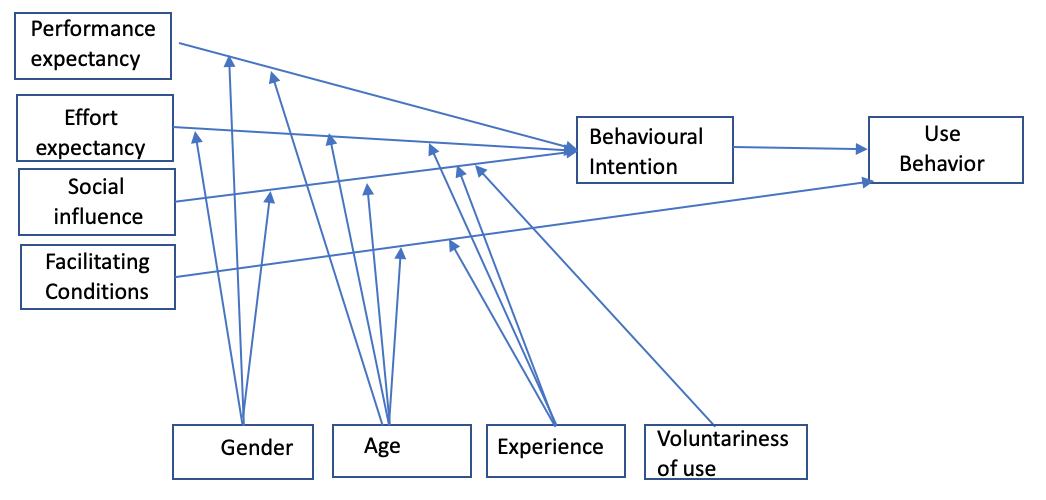 Performance
expectancy
Effort
expectancy
Social
influence
Facilitating
Conditions
Behavioural
Intention
Use
Behavior
Gender
Age
Experience
Voluntariness
of use